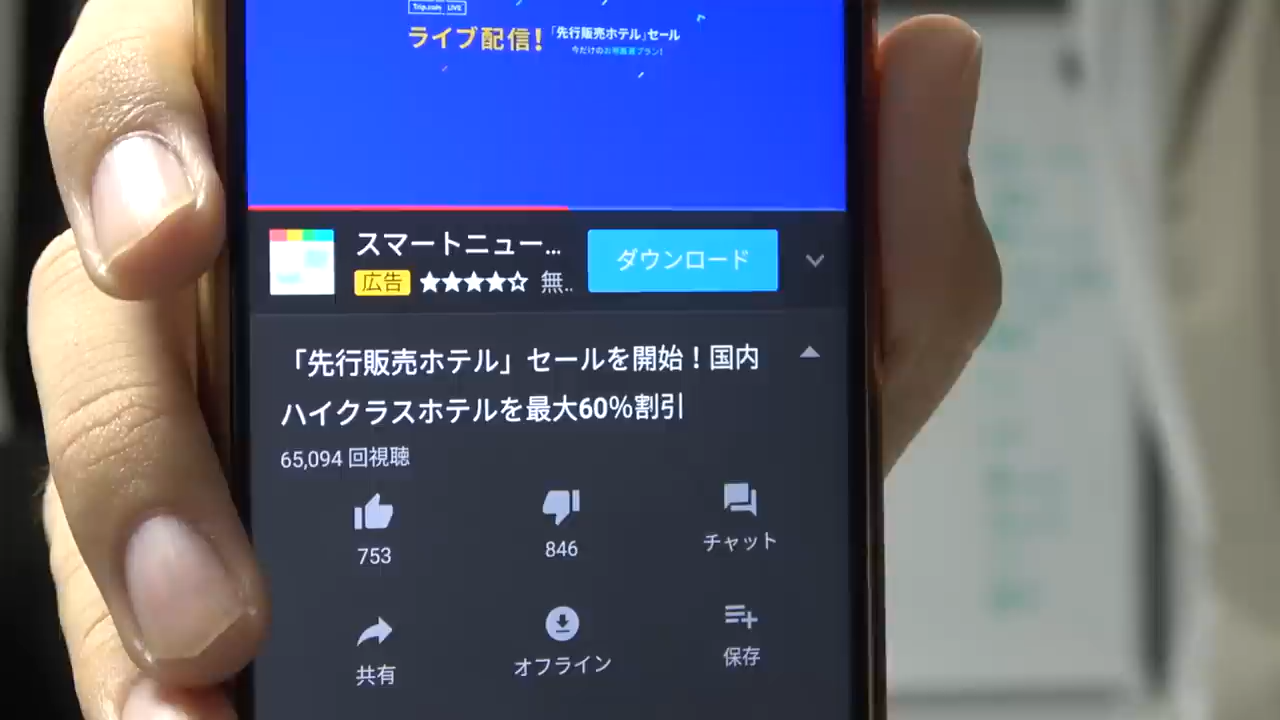 Trip.com LIVE
ライブ配信! 「先行販売ホテル」セール
スマートニュー...
広告 ★★★★☆ 無..
ダウンロード
「先行販売ホテル」セールを開始！国内
ハイクラスホテルを最大60%割引
65,094 回視聴
753
846
チャット
共有
オフライン
保存